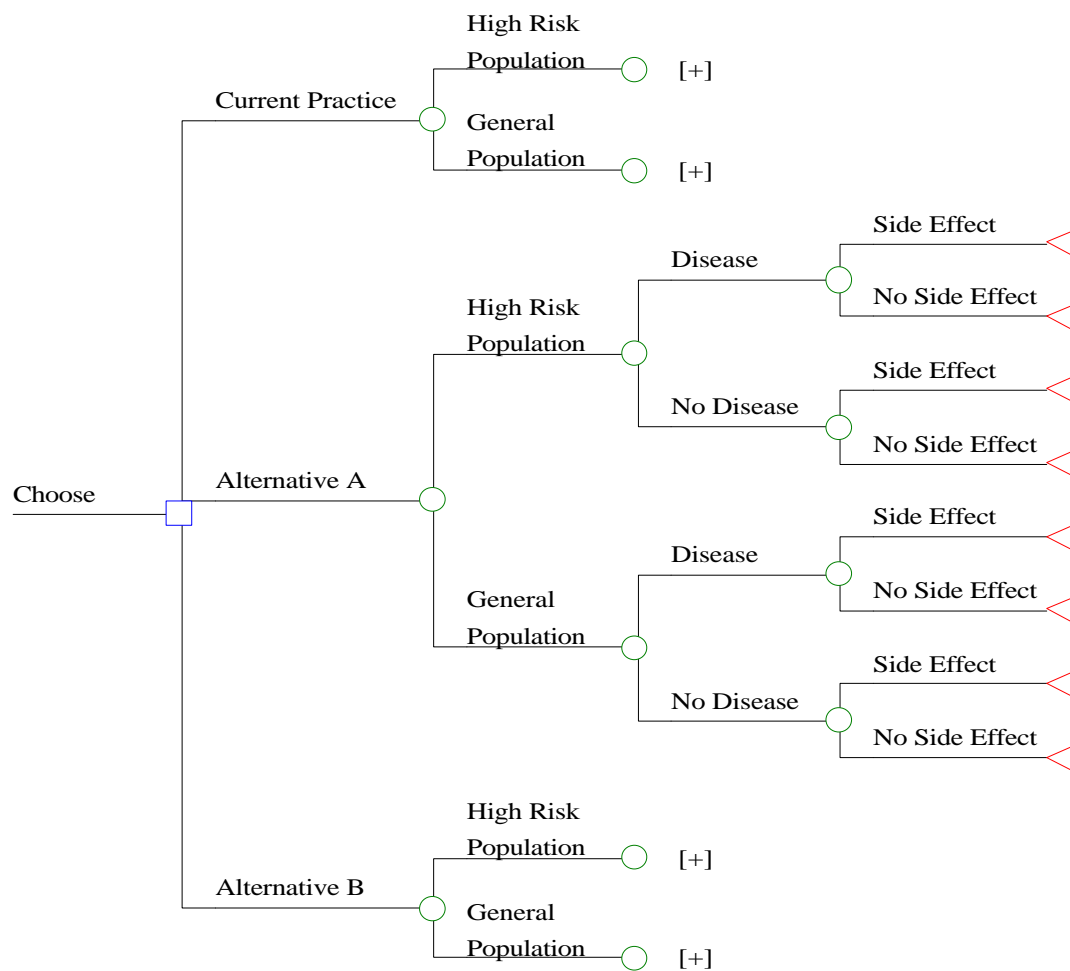 High Risk
Population
[+]
Current Practice
General
Population
[+]
Side Effect
Disease
No Side Effect
High Risk
Population
Side Effect
No Disease
No Side Effect
Alternative A
Choose
Side Effect
Disease
No Side Effect
General
Population
Side Effect
No Disease
No Side Effect
High Risk
Population
[+]
Alternative B
General
Population
[+]